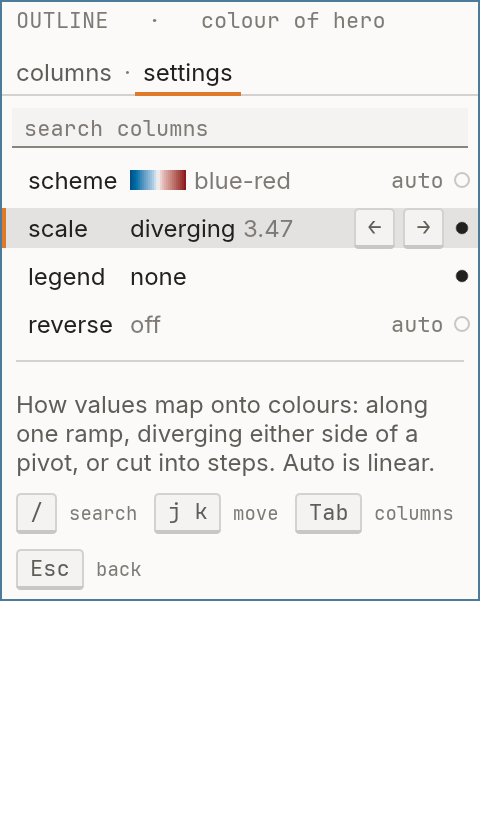 OUTLINE · colour of hero
columns · settings
search columns
scheme blue-red auto
scale diverging 3.47 ← →
legend none
reverse off auto
How values map onto colours: along
one ramp, diverging either side of a
pivot, or cut into steps. Auto is linear.
/ search j k move Tab columns
Esc back